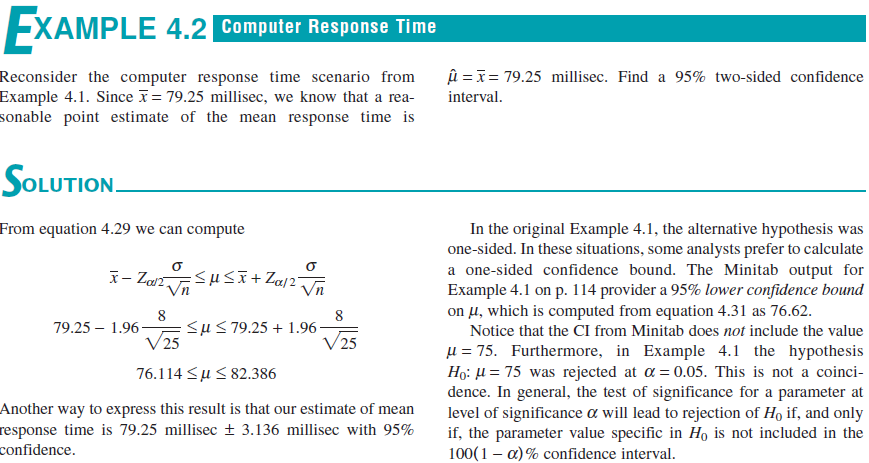 EXAMPLE 4.2 Computer Response Time
Reconsider the computer response time scenario from
Example 4.1. Since x̄ = 79.25 millisec, we know that a rea-
sonable point estimate of the mean response time is
μ̂ = x̄ = 79.25 millisec. Find a 95% two-sided confidence
interval.
SOLUTION
From equation 4.29 we can compute
x̄ − Zα/2 σ/√n ≤ μ ≤ x̄ + Zα/2 σ/√n
79.25 − 1.96 8/√25 ≤ μ ≤ 79.25 + 1.96 8/√25
76.114 ≤ μ ≤ 82.386
Another way to express this result is that our estimate of mean
response time is 79.25 millisec ± 3.136 millisec with 95%
confidence.
In the original Example 4.1, the alternative hypothesis was
one-sided. In these situations, some analysts prefer to calculate
a one-sided confidence bound. The Minitab output for
Example 4.1 on p. 114 provider a 95% lower confidence bound
on μ, which is computed from equation 4.31 as 76.62.
Notice that the CI from Minitab does not include the value
μ = 75. Furthermore, in Example 4.1 the hypothesis
H₀: μ = 75 was rejected at α = 0.05. This is not a coinci-
dence. In general, the test of significance for a parameter at
level of significance α will lead to rejection of H₀ if, and only
if, the parameter value specific in H₀ is not included in the
100(1 − α)% confidence interval.